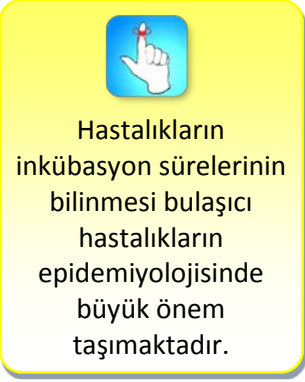 Hastalıkların
inkübasyon sürelerinin
bilinmesi bulaşıcı
hastalıkların
epidemiyolojisinde
büyük önem
taşımaktadır.